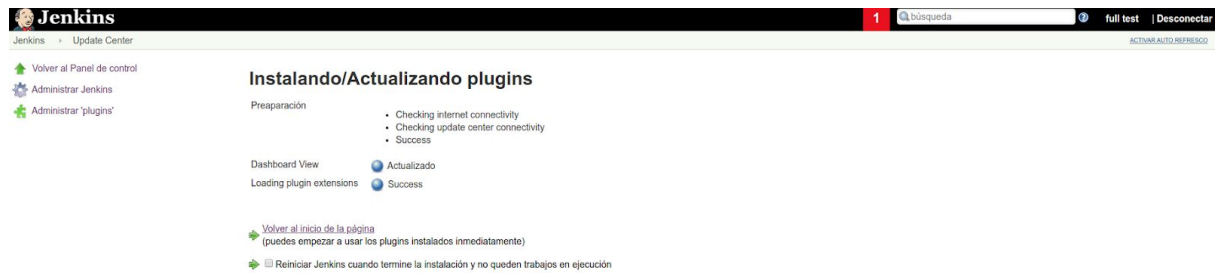 Jenkins
1
búsqueda
full test | Desconectar
Jenkins › Update Center
ACTIVAR AUTO REFRESCO
Volver al Panel de control
Administrar Jenkins
Administrar 'plugins'
Instalando/Actualizando plugins
Preaparación
• Checking internet connectivity
• Checking update center connectivity
• Success
Dashboard View Actualizado
Loading plugin extensions Success
Volver al inicio de la página
(puedes empezar a usar los plugins instalados inmediatamente)
Reiniciar Jenkins cuando termine la instalación y no queden trabajos en ejecución